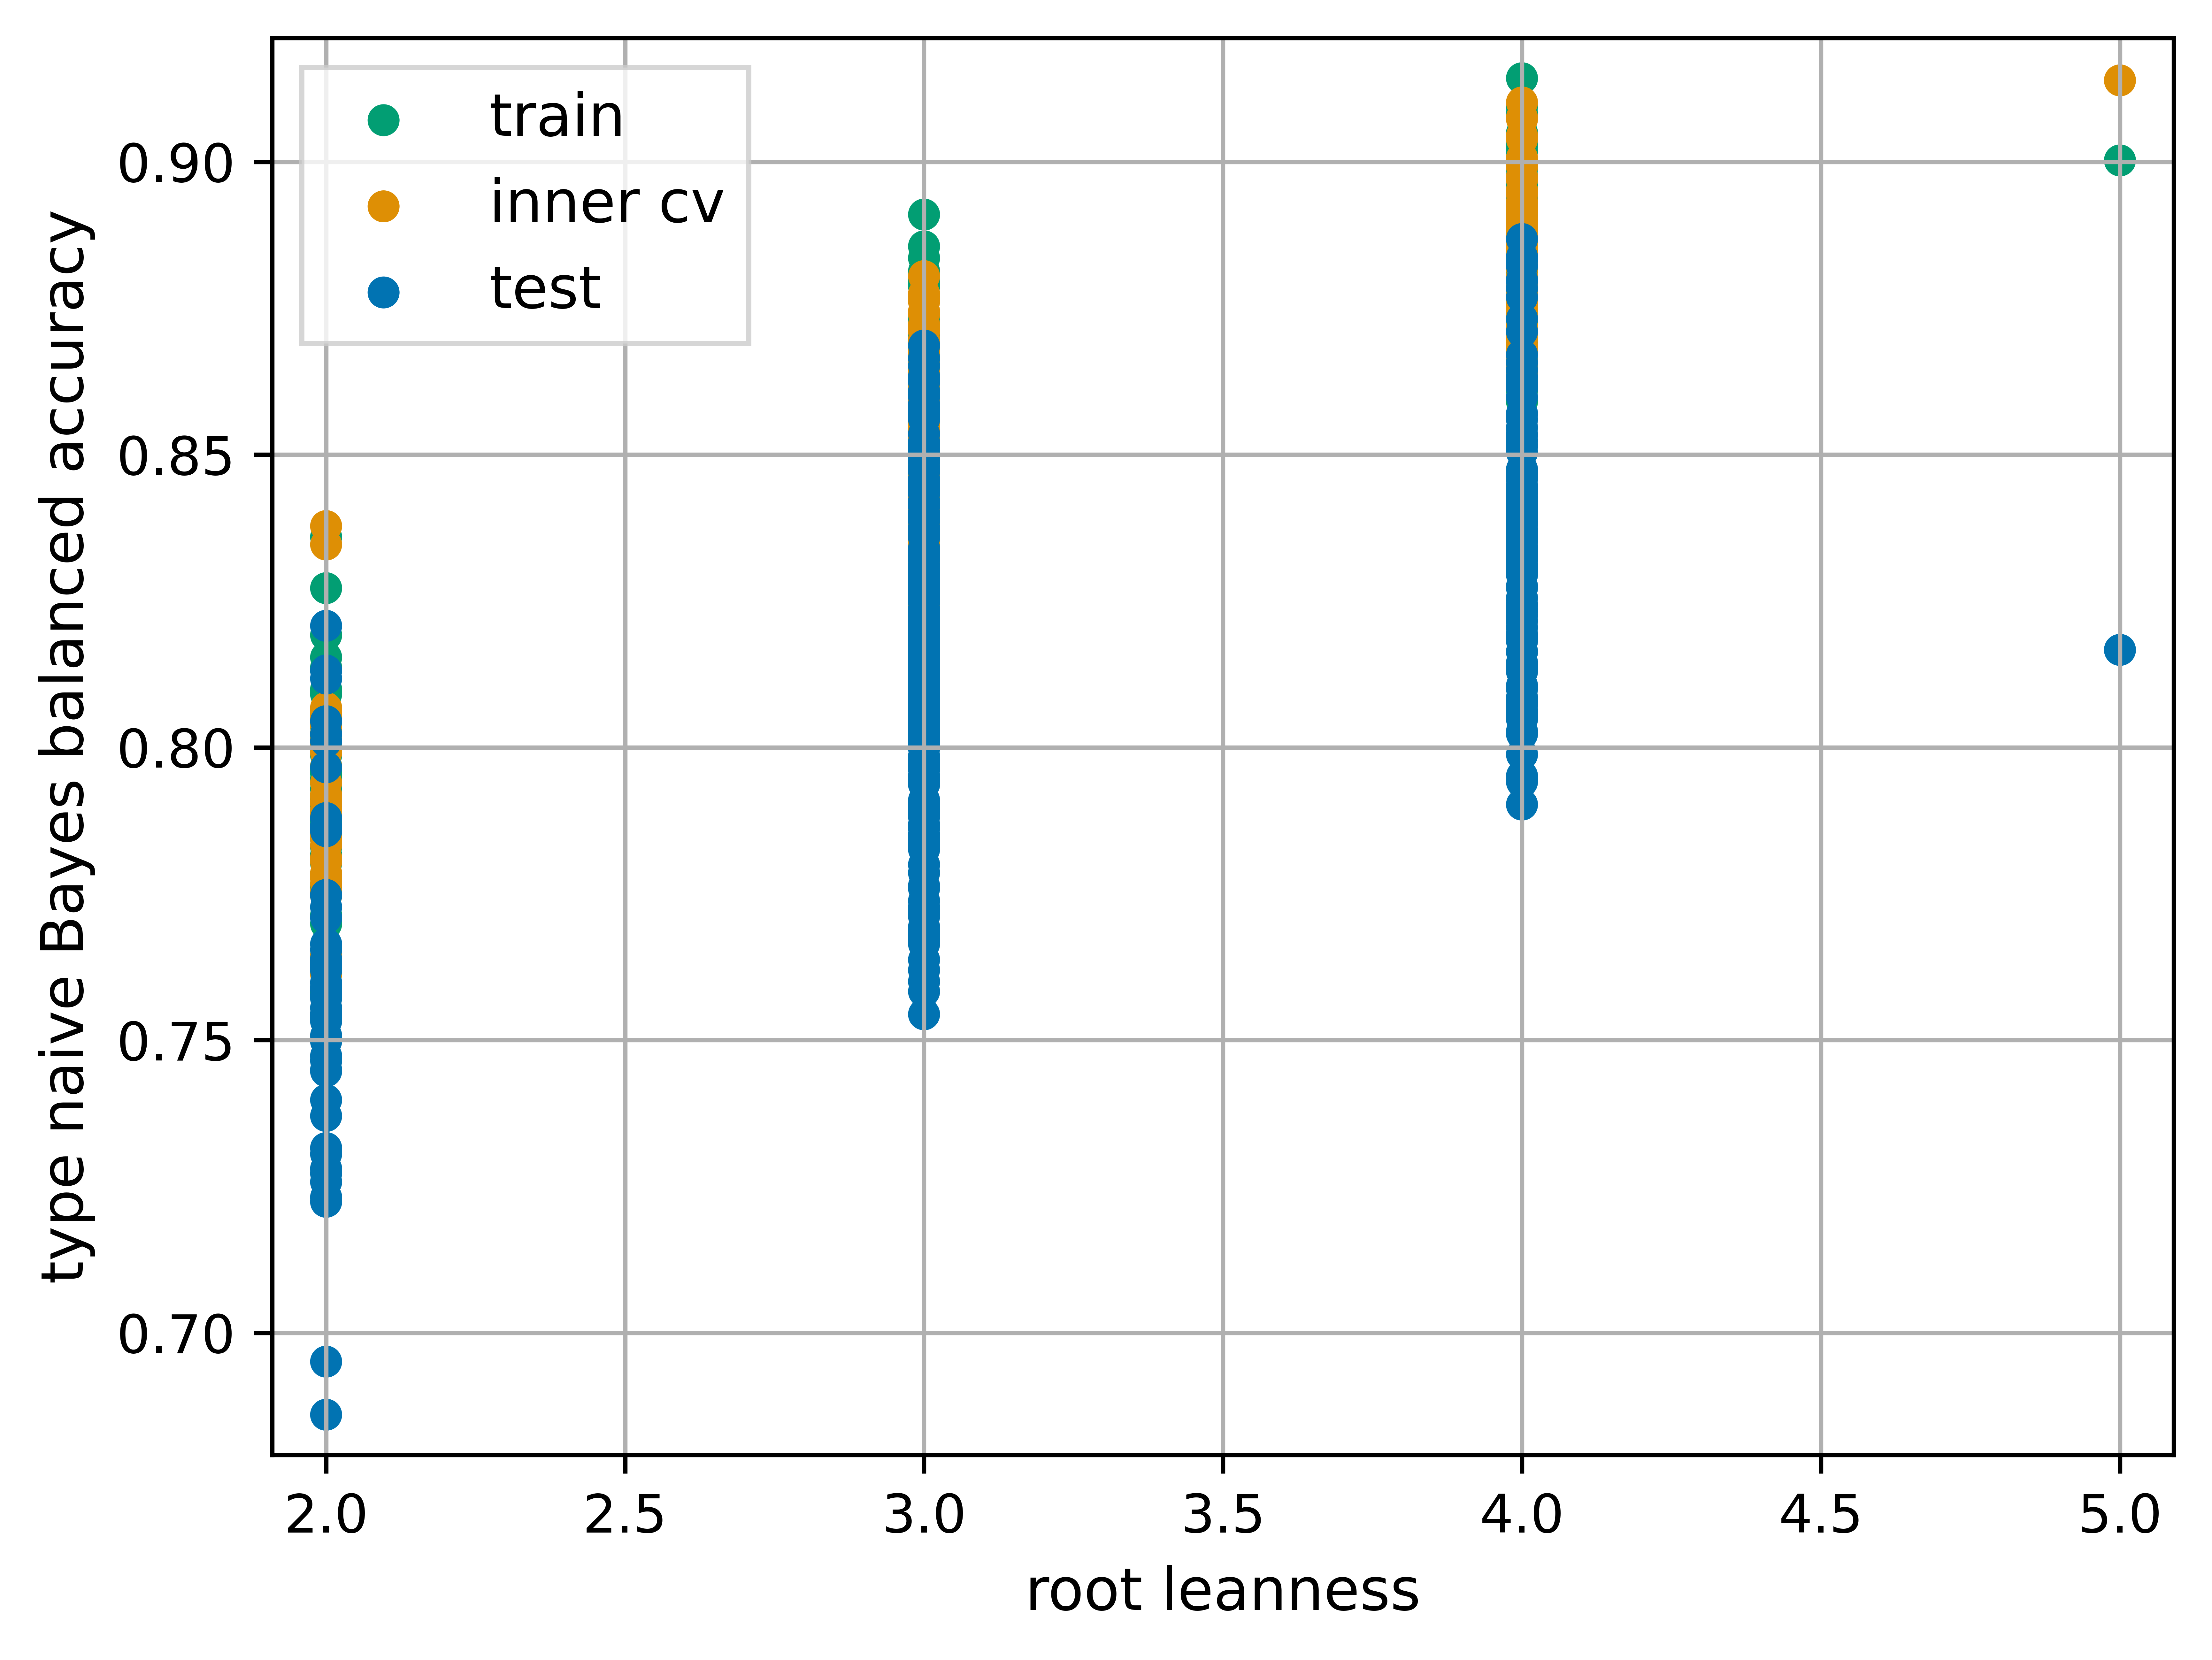 train
inner cv
test
type naive Bayes balanced accuracy
0.90
0.85
0.80
0.75
0.70
2.0 2.5 3.0 3.5 4.0 4.5 5.0
root leanness